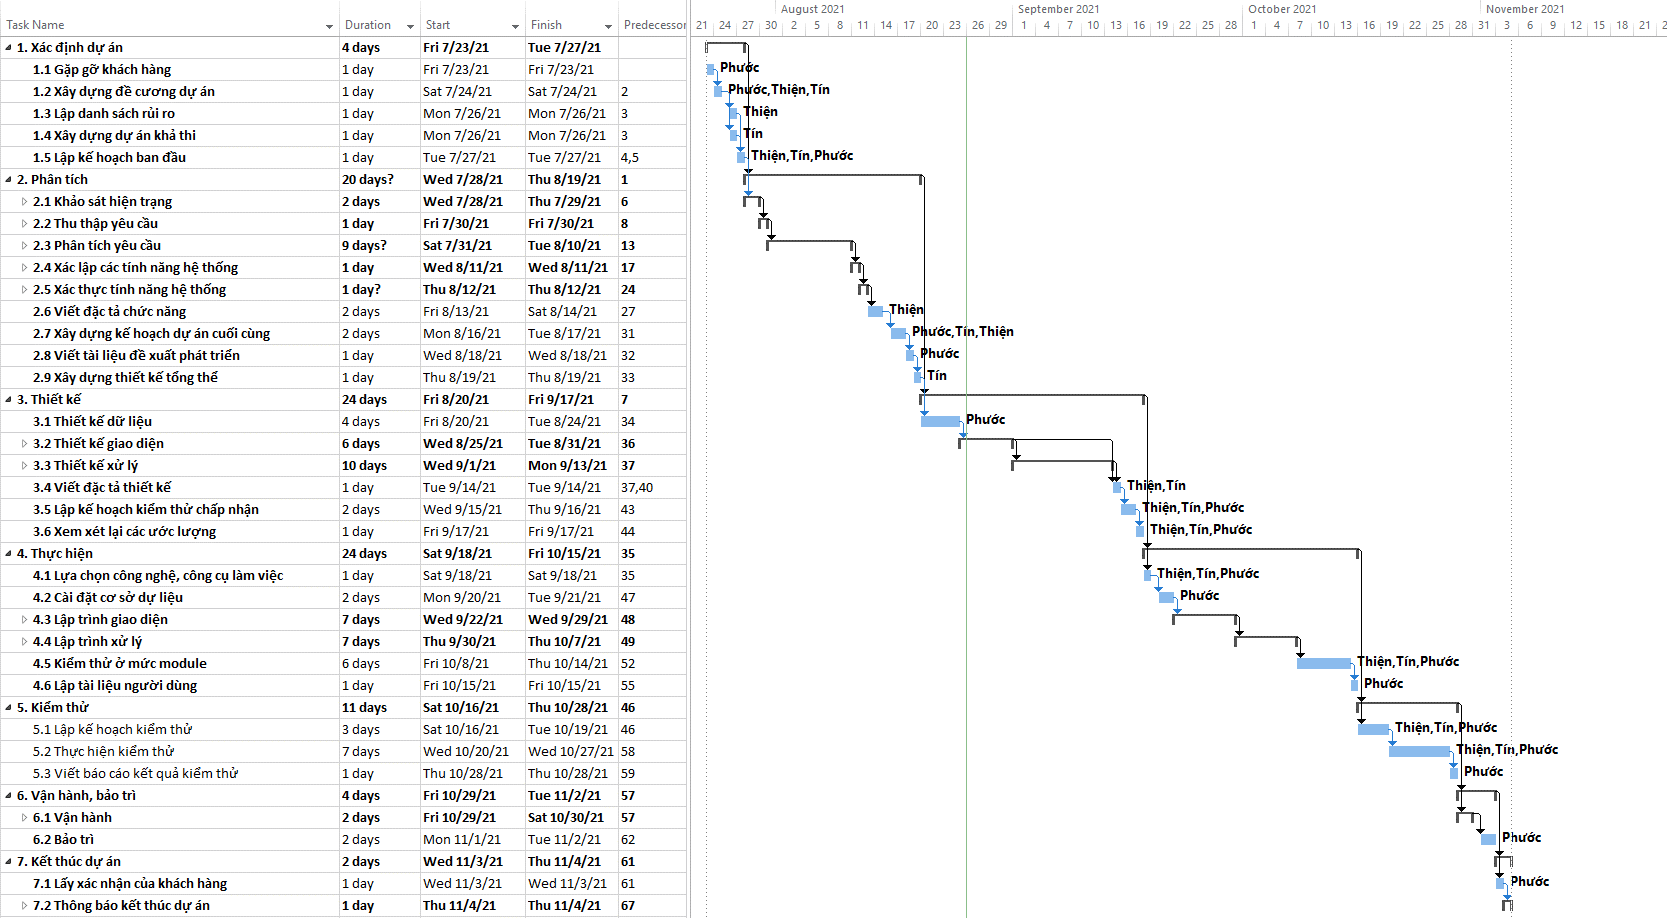 August 2021 September 2021 October 2021 November 2021
Task Name Duration Start Finish Predecessor 21 24 27 30 2 5 8 11 14 17 20 23 26 29 1 4 7 10 13 16 19 22 25 28 1 4 7 10 13 16 19 22 25 28 31 3 6 9 12 15 18 21 2
1. Xác định dự án 4 days Fri 7/23/21 Tue 7/27/21
1.1 Gặp gỡ khách hàng 1 day Fri 7/23/21 Fri 7/23/21 Phước
1.2 Xây dựng đề cương dự án 1 day Sat 7/24/21 Sat 7/24/21 2 Phước,Thiện,Tín
1.3 Lập danh sách rủi ro 1 day Mon 7/26/21 Mon 7/26/21 3 Thiện
1.4 Xây dựng dự án khả thi 1 day Mon 7/26/21 Mon 7/26/21 3 Tín
1.5 Lập kế hoạch ban đầu 1 day Tue 7/27/21 Tue 7/27/21 4,5 Thiện,Tín,Phước
2. Phân tích 20 days? Wed 7/28/21 Thu 8/19/21 1
2.1 Khảo sát hiện trạng 2 days Wed 7/28/21 Thu 7/29/21 6
2.2 Thu thập yêu cầu 1 day Fri 7/30/21 Fri 7/30/21 8
2.3 Phân tích yêu cầu 9 days? Sat 7/31/21 Tue 8/10/21 13
2.4 Xác lập các tính năng hệ thống 1 day Wed 8/11/21 Wed 8/11/21 17
2.5 Xác thực tính năng hệ thống 1 day? Thu 8/12/21 Thu 8/12/21 24
2.6 Viết đặc tả chức năng 2 days Fri 8/13/21 Sat 8/14/21 27 Thiện
2.7 Xây dựng kế hoạch dự án cuối cùng 2 days Mon 8/16/21 Tue 8/17/21 31 Phước,Tín,Thiện
2.8 Viết tài liệu đề xuất phát triển 1 day Wed 8/18/21 Wed 8/18/21 32 Phước
2.9 Xây dựng thiết kế tổng thể 1 day Thu 8/19/21 Thu 8/19/21 33 Tín
3. Thiết kế 24 days Fri 8/20/21 Fri 9/17/21 7
3.1 Thiết kế dữ liệu 4 days Fri 8/20/21 Tue 8/24/21 34 Phước
3.2 Thiết kế giao diện 6 days Wed 8/25/21 Tue 8/31/21 36
3.3 Thiết kế xử lý 10 days Wed 9/1/21 Mon 9/13/21 37
3.4 Viết đặc tả thiết kế 1 day Tue 9/14/21 Tue 9/14/21 37,40 Thiện,Tín
3.5 Lập kế hoạch kiểm thử chấp nhận 2 days Wed 9/15/21 Thu 9/16/21 43 Thiện,Tín,Phước
3.6 Xem xét lại các ước lượng 1 day Fri 9/17/21 Fri 9/17/21 44 Thiện,Tín,Phước
4. Thực hiện 24 days Sat 9/18/21 Fri 10/15/21 35
4.1 Lựa chọn công nghệ, công cụ làm việc 1 day Sat 9/18/21 Sat 9/18/21 35 Thiện,Tín,Phước
4.2 Cài đặt cơ sở dự liệu 2 days Mon 9/20/21 Tue 9/21/21 47 Phước
4.3 Lập trình giao diện 7 days Wed 9/22/21 Wed 9/29/21 48
4.4 Lập trình xử lý 7 days Thu 9/30/21 Thu 10/7/21 49
4.5 Kiểm thử ở mức module 6 days Fri 10/8/21 Thu 10/14/21 52 Thiện,Tín,Phước
4.6 Lập tài liệu người dùng 1 day Fri 10/15/21 Fri 10/15/21 55 Phước
5. Kiểm thử 11 days Sat 10/16/21 Thu 10/28/21 46
5.1 Lập kế hoạch kiểm thử 3 days Sat 10/16/21 Tue 10/19/21 46 Thiện,Tín,Phước
5.2 Thực hiện kiểm thử 7 days Wed 10/20/21 Wed 10/27/21 58 Thiện,Tín,Phước
5.3 Viết báo cáo kết quả kiểm thử 1 day Thu 10/28/21 Thu 10/28/21 59 Phước
6. Vận hành, bảo trì 4 days Fri 10/29/21 Tue 11/2/21 57
6.1 Vận hành 2 days Fri 10/29/21 Sat 10/30/21 57
6.2 Bảo trì 2 days Mon 11/1/21 Tue 11/2/21 62 Phước
7. Kết thúc dự án 2 days Wed 11/3/21 Thu 11/4/21 61
7.1 Lấy xác nhận của khách hàng 1 day Wed 11/3/21 Wed 11/3/21 61 Phước
7.2 Thông báo kết thúc dự án 1 day Thu 11/4/21 Thu 11/4/21 67